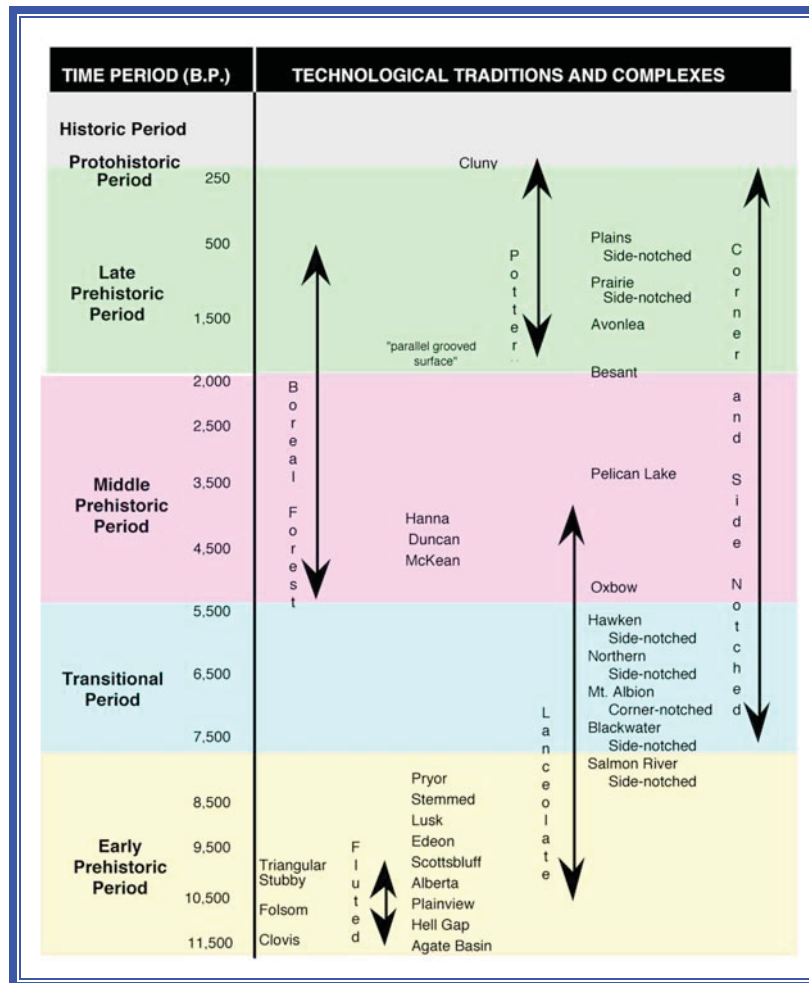 TIME PERIOD (B.P.)
TECHNOLOGICAL TRADITIONS AND COMPLEXES
Historic Period
Protohistoric
Period
250
Cluny
500
Late
Prehistoric
Period
1,500
Plains
Side-notched
Prairie
Side-notched
Avonlea
"parallel grooved
surface"
Potter
Besant
2,000
2,500
Middle
Prehistoric
Period
3,500
4,500
Boreal Forest
Pelican Lake
Hanna
Duncan
McKean
Oxbow
Corner and Side Notched
5,500
Transitional
Period
6,500
7,500
Hawken
Side-notched
Northern
Side-notched
Mt. Albion
Corner-notched
Blackwater
Side-notched
Salmon River
Side-notched
Lanceolate
8,500
Early
Prehistoric
Period
9,500
10,500
11,500
Triangular
Stubby
Folsom
Clovis
Fluted
Pryor
Stemmed
Lusk
Edeon
Scottsbluff
Alberta
Plainview
Hell Gap
Agate Basin